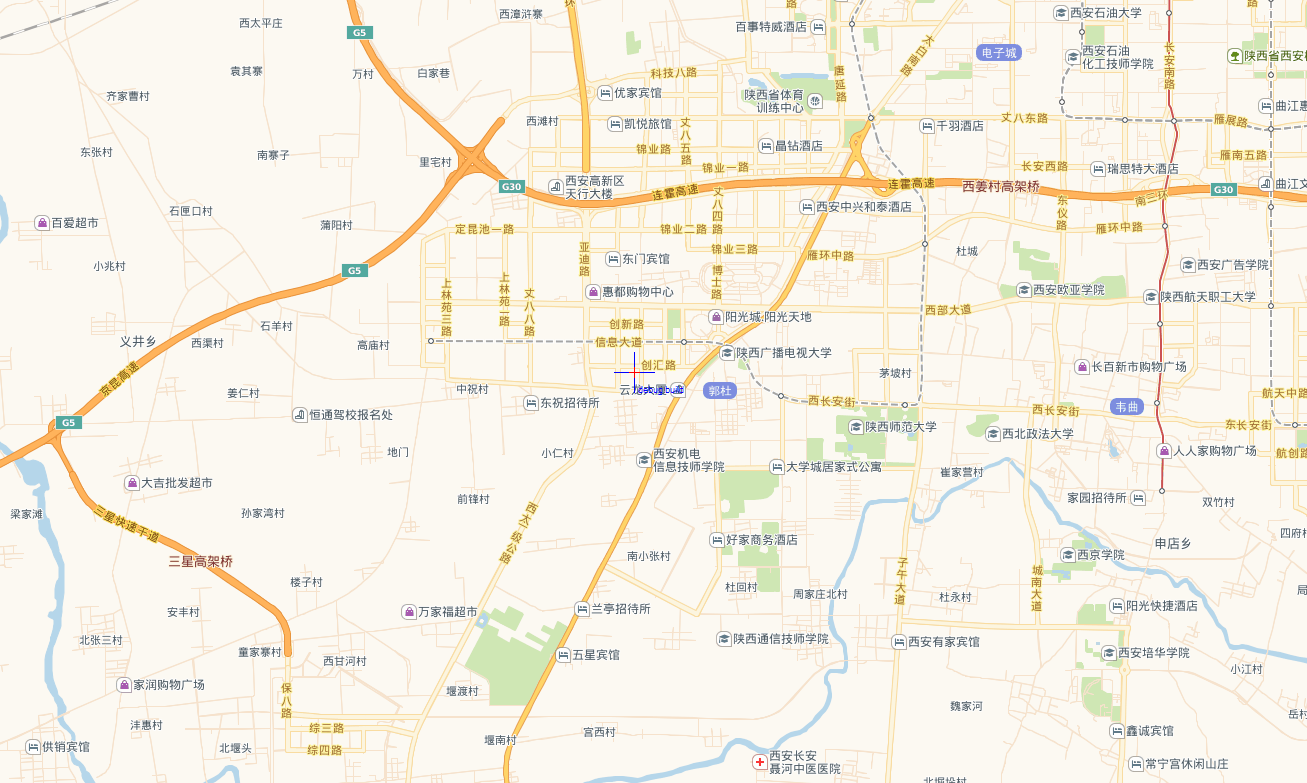 西太平庄
西漳浒寨
环
路
百事特威酒店
西安石油大学
G5
大白南路
电子城
西安石油
化工技师学院
长安南路
陕西省西安植
袁其寨
万村
白家巷
科技八路
唐延路
优家宾馆
陕西省体育
训练中心
齐家曹村
曲江惠
西滩村
凯悦旅馆
丈八五路
千羽酒店
丈八东路
雁展路
东张村
南寨子
里宅村
锦业路
晶钻酒店
锦业一路
长安西路
瑞思特大酒店
雁南五路
G30
西安高新区
天行大楼
连霍高速
连霍高速
西姜村高架桥
南三环
G30
曲江文
石匣口村
百爱超市
蒲阳村
丈八四路
西安中兴和泰酒店
东仪路
定昆池一路
锦业二路
雁环中路
亚迪路
锦业三路
雁环中路
杜城
小兆村
G5
东门宾馆
博士路
西安广告学院
上林苑三路
上林苑一路
丈八八路
惠都购物中心
西安欧亚学院
陕西航天职工大学
石羊村
创新路
阳光城·阳光天地
西部大道
义井乡
西渠村
高庙村
信息大道
陕西广播电视大学
创汇路
长百新市购物广场
京昆高速
茅坡村
姜仁村
中祝村
郭杜
航天中路
恒通驾校报名处
东祝招待所
西长安街
西长安街
韦曲
G5
陕西师范大学
西北政法大学
东长安街
地门
小仁村
西安机电
信息技师学院
大学城居家式公寓
人人家购物广场
航创路
崔家营村
大吉批发超市
前锋村
家园招待所
双竹村
梁家滩
孙家湾村
三星快速干道
西太一级公路
好家商务酒店
申店乡
四府村
三星高架桥
南小张村
西京学院
楼子村
杜回村
子午大道
城南大道
周家庄北村
杜永村
安丰村
万家福超市
兰亭招待所
阳光快捷酒店
北张三村
陕西通信技师学院
西安有家宾馆
童家寨村
西甘河村
五星宾馆
西安培华学院
小江村
家润购物广场
保八路
堰渡村
魏家河
岳村
沣惠村
综三路
宫西村
鑫诚宾馆
供销宾馆
北堰头
综四路
堰南村
西安长安
聂河中医医院
常宁宫休闲山庄